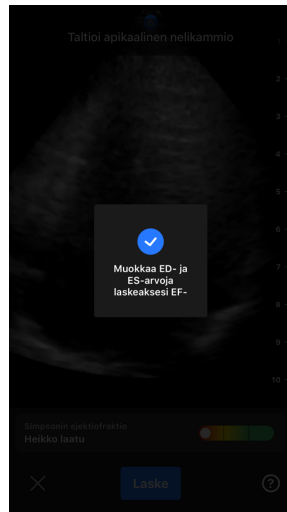 Taltioi apikaalinen nelikammio
1
2
3
4
5
6
7
8
9
10
Muokkaa ED- ja
ES-arvoja
laskeaksesi EF-
Simpsonin ejektiofraktio
Heikko laatu
Laske
?